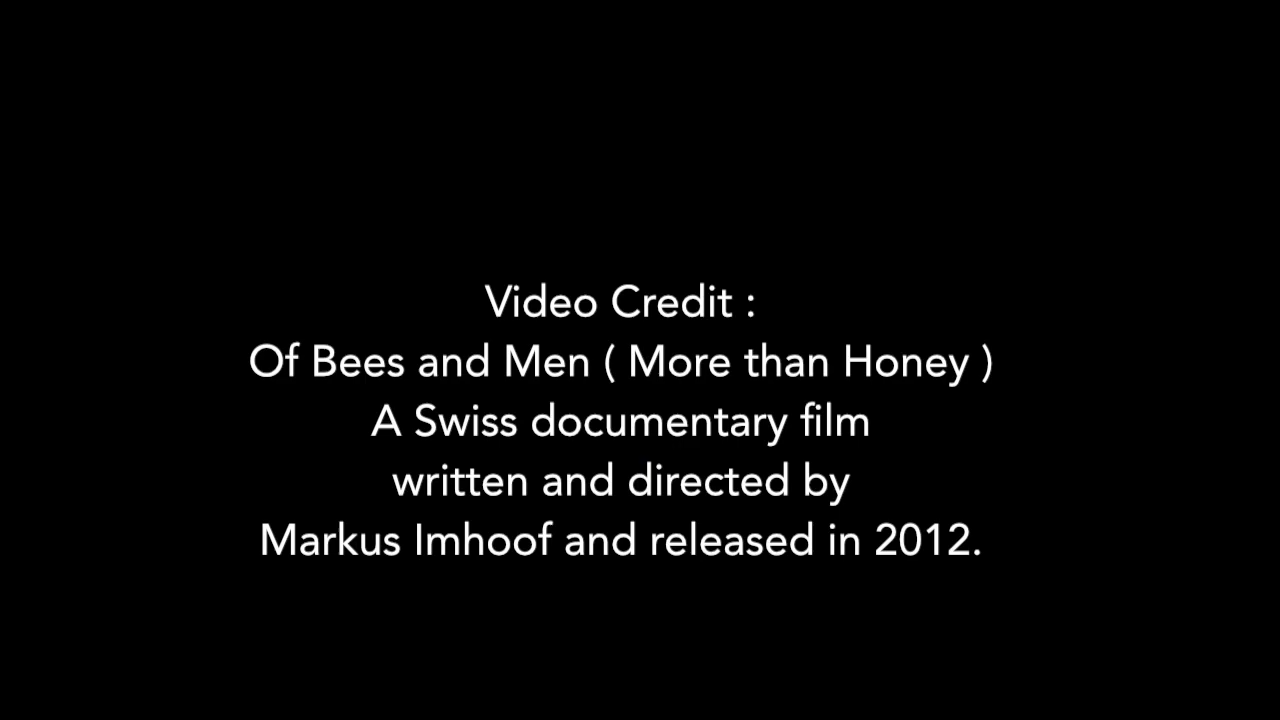 Video Credit :
Of Bees and Men ( More than Honey )
A Swiss documentary film
written and directed by
Markus Imhoof and released in 2012.